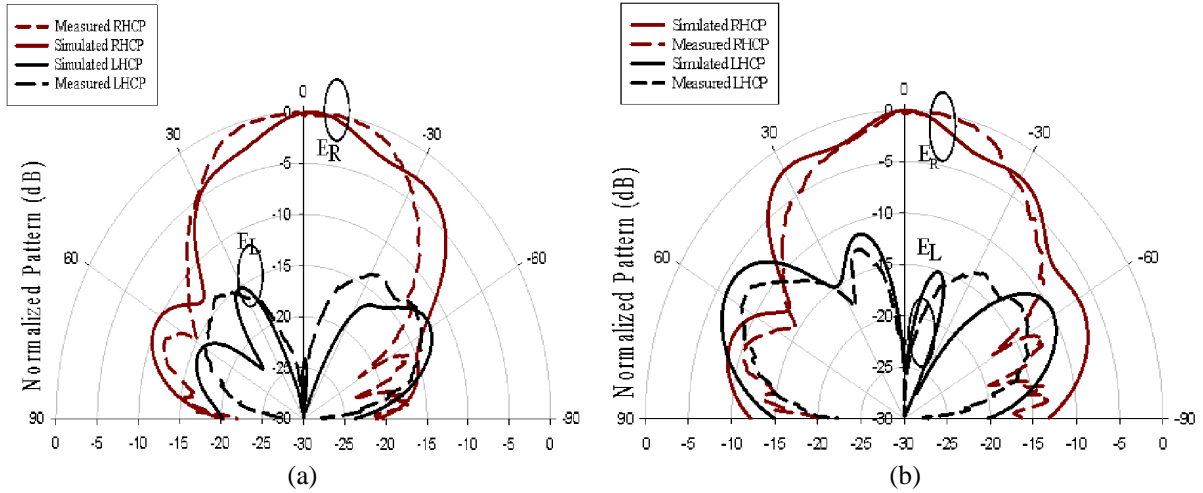 Measured RHCP
Simulated RHCP
Simulated LHCP
Measured LHCP
0
30
-30
60
-60
90
-90
0
-5
-10
-15
-20
-25
-30
E_R
E_L
Normalized Pattern (dB)
0 -5 -10 -15 -20 -25 -30 -25 -20 -15 -10 -5 0
(a)
Simulated RHCP
Measured RHCP
Simulated LHCP
Measured LHCP
0
30
-30
60
-60
90
-90
0
-5
-10
-15
-20
-25
-30
E_R
E_L
Normalized Pattern (dB)
0 -5 -10 -15 -20 -25 -30 -25 -20 -15 -10 -5 0
(b)